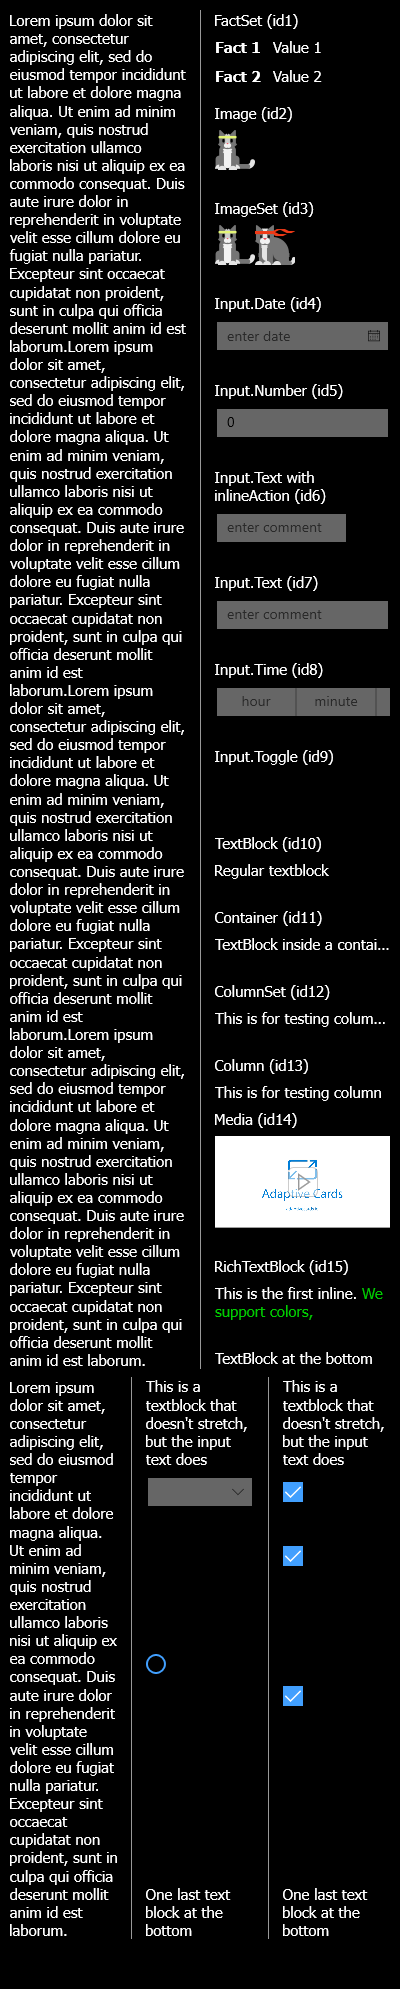 Lorem ipsum dolor sit
amet, consectetur
adipiscing elit, sed do
eiusmod tempor incididunt
ut labore et dolore magna
aliqua. Ut enim ad minim
veniam, quis nostrud
exercitation ullamco
laboris nisi ut aliquip ex ea
commodo consequat. Duis
aute irure dolor in
reprehenderit in voluptate
velit esse cillum dolore eu
fugiat nulla pariatur.
Excepteur sint occaecat
cupidatat non proident,
sunt in culpa qui officia
deserunt mollit anim id est
laborum.Lorem ipsum
dolor sit amet,
consectetur adipiscing elit,
sed do eiusmod tempor
incididunt ut labore et
dolore magna aliqua. Ut
enim ad minim veniam,
quis nostrud exercitation
ullamco laboris nisi ut
aliquip ex ea commodo
consequat. Duis aute irure
dolor in reprehenderit in
voluptate velit esse cillum
dolore eu fugiat nulla
pariatur. Excepteur sint
occaecat cupidatat non
proident, sunt in culpa qui
officia deserunt mollit
anim id est
laborum.Lorem ipsum
dolor sit amet,
consectetur adipiscing elit,
sed do eiusmod tempor
incididunt ut labore et
dolore magna aliqua. Ut
enim ad minim veniam,
quis nostrud exercitation
ullamco laboris nisi ut
aliquip ex ea commodo
consequat. Duis aute irure
dolor in reprehenderit in
voluptate velit esse cillum
dolore eu fugiat nulla
pariatur. Excepteur sint
occaecat cupidatat non
proident, sunt in culpa qui
officia deserunt mollit
anim id est
laborum.Lorem ipsum
dolor sit amet,
consectetur adipiscing elit,
sed do eiusmod tempor
incididunt ut labore et
dolore magna aliqua. Ut
enim ad minim veniam,
quis nostrud exercitation
ullamco laboris nisi ut
aliquip ex ea commodo
consequat. Duis aute irure
dolor in reprehenderit in
voluptate velit esse cillum
dolore eu fugiat nulla
pariatur. Excepteur sint
occaecat cupidatat non
proident, sunt in culpa qui
officia deserunt mollit
anim id est laborum.
FactSet (id1)
Fact 1 Value 1
Fact 2 Value 2
Image (id2)
ImageSet (id3)
Input.Date (id4)
enter date
Input.Number (id5)
0
Input.Text with
inlineAction (id6)
enter comment
Input.Text (id7)
enter comment
Input.Time (id8)
hour minute
Input.Toggle (id9)
TextBlock (id10)
Regular textblock
Container (id11)
TextBlock inside a contai...
ColumnSet (id12)
This is for testing colum...
Column (id13)
This is for testing column
Media (id14)
Adaptive Cards
RichTextBlock (id15)
This is the first inline. We
support colors,
TextBlock at the bottom
Lorem ipsum
dolor sit amet,
consectetur
adipiscing elit,
sed do eiusmod
tempor
incididunt ut
labore et dolore
magna aliqua.
Ut enim ad
minim veniam,
quis nostrud
exercitation
ullamco laboris
nisi ut aliquip ex
ea commodo
consequat. Duis
aute irure dolor
in reprehenderit
in voluptate
velit esse cillum
dolore eu fugiat
nulla pariatur.
Excepteur sint
occaecat
cupidatat non
proident, sunt in
culpa qui officia
deserunt mollit
anim id est
laborum.
This is a
textblock that
doesn't stretch,
but the input
text does
One last text
block at the
bottom
This is a
textblock that
doesn't stretch,
but the input
text does
One last text
block at the
bottom